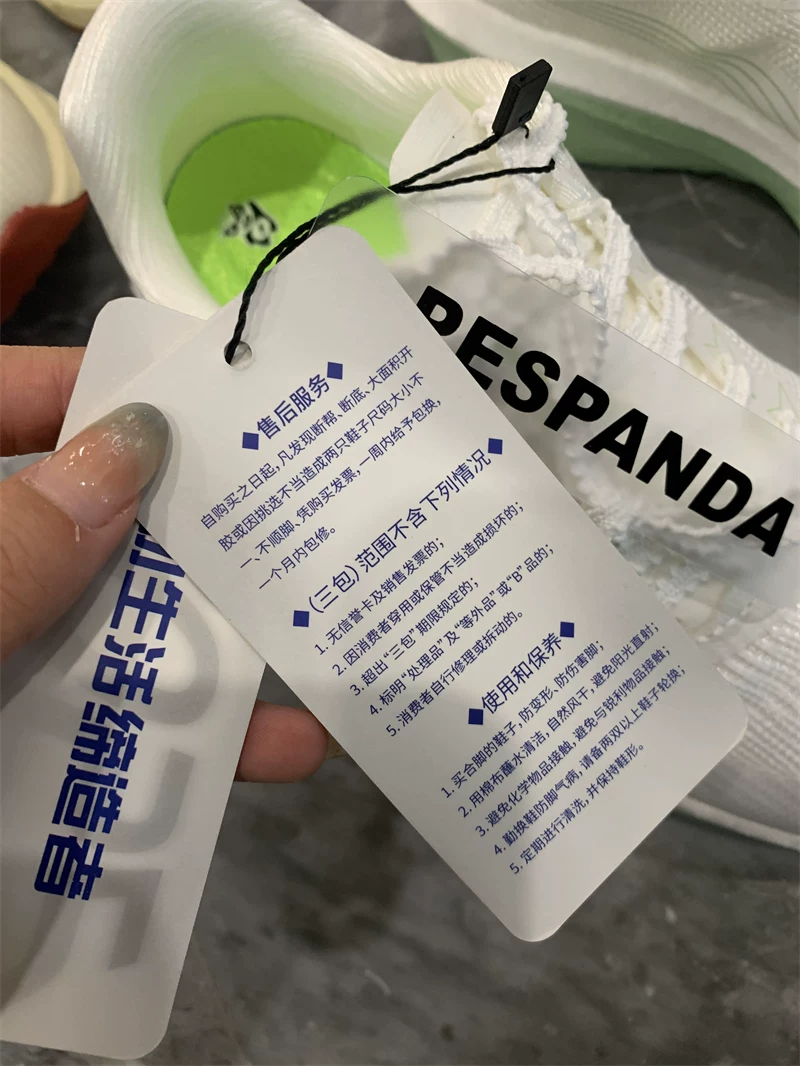 ◆售后服务◆
自购买之日起,凡发现断帮、断底、大面积开
胶或因挑选不当造成两只鞋子尺码大小不
一、不顺脚、凭购买发票,一周内给予包换,
一个月内包修。
◆(三包)范围不含下列情况◆
1. 无信誉卡及销售发票的;
2. 因消费者穿用或保管不当造成损坏的;
3. 超出“三包”期限规定的;
4. 标明“处理品”及“等外品”或“B”品的;
5. 消费者自行修理或拆动的。
◆使用和保养◆
1. 买合脚的鞋子,防变形、防伤害脚;
2. 用棉布蘸水清洁,自然风干,避免阳光直射;
3. 避免化学物品接触,避免与锐利物品接触;
4. 勤换鞋防脚气病,请备两双以上鞋子轮换;
5. 定期进行清洗,并保持鞋形。
RESPANDA
生活缔造者